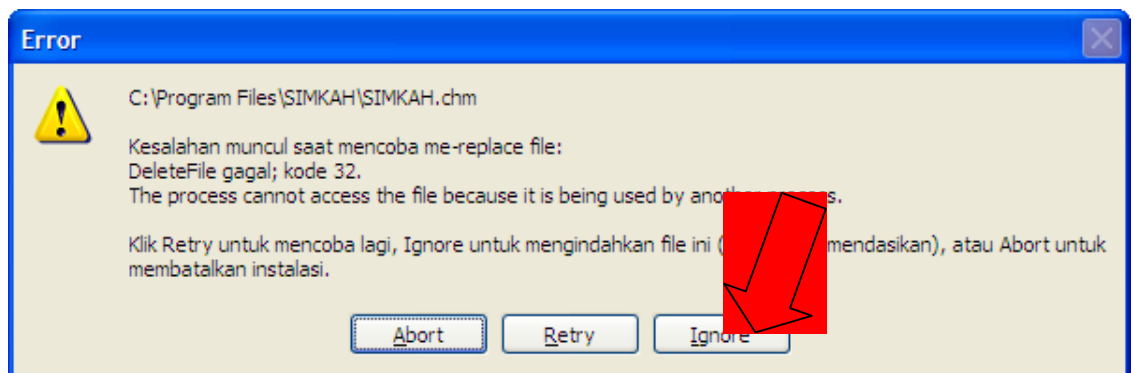 Error
C:\Program Files\SIMKAH\SIMKAH.chm
Kesalahan muncul saat mencoba me-replace file:
DeleteFile gagal; kode 32.
The process cannot access the file because it is being used by
Klik Retry untuk mencoba lagi, Ignore untuk mengindahkan file ini ( atau Abort untuk
membatalkan instalasi.
Abort Retry Ignore